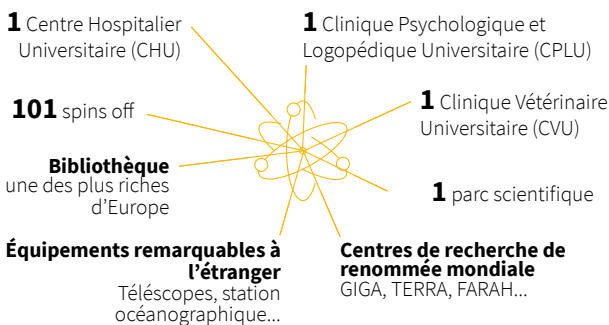 1 Centre Hospitalier
Universitaire (CHU)
1 Clinique Psychologique et
Logopédique Universitaire (CPLU)
101 spins off
1 Clinique Vétérinaire
Universitaire (CVU)
Bibliothèque
une des plus riches
d'Europe
1 parc scientifique
Équipements remarquables à
l'étranger
Téléscopes, station
océanographique...
Centres de recherche de
renommée mondiale
GIGA, TERRA, FARAH...